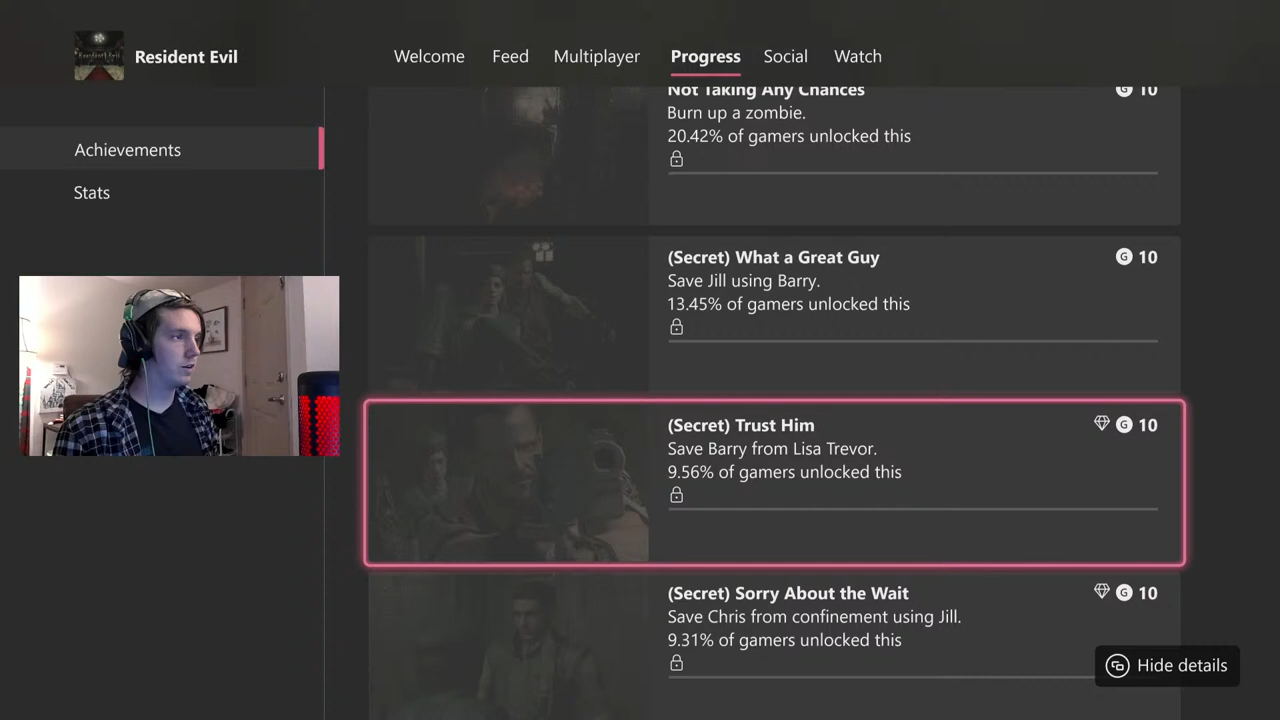 Resident Evil
Welcome Feed Multiplayer Progress Social Watch
Achievements
Stats
Not Taking Any Chances
G 10
Burn up a zombie.
20.42% of gamers unlocked this
(Secret) What a Great Guy
G 10
Save Jill using Barry.
13.45% of gamers unlocked this
(Secret) Trust Him
G 10
Save Barry from Lisa Trevor.
9.56% of gamers unlocked this
(Secret) Sorry About the Wait
G 10
Save Chris from confinement using Jill.
9.31% of gamers unlocked this
Hide details